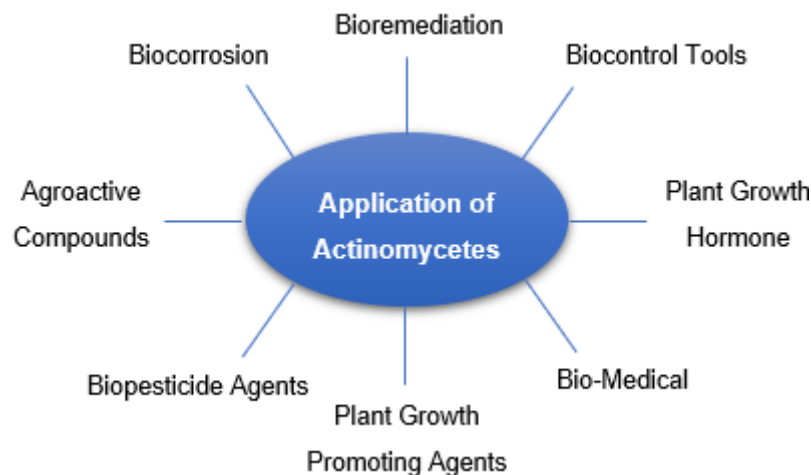 Bioremediation
Biocorrosion
Biocontrol Tools
Agroactive
Compounds
Application of
Actinomycetes
Plant Growth
Hormone
Biopesticide Agents
Bio-Medical
Plant Growth
Promoting Agents